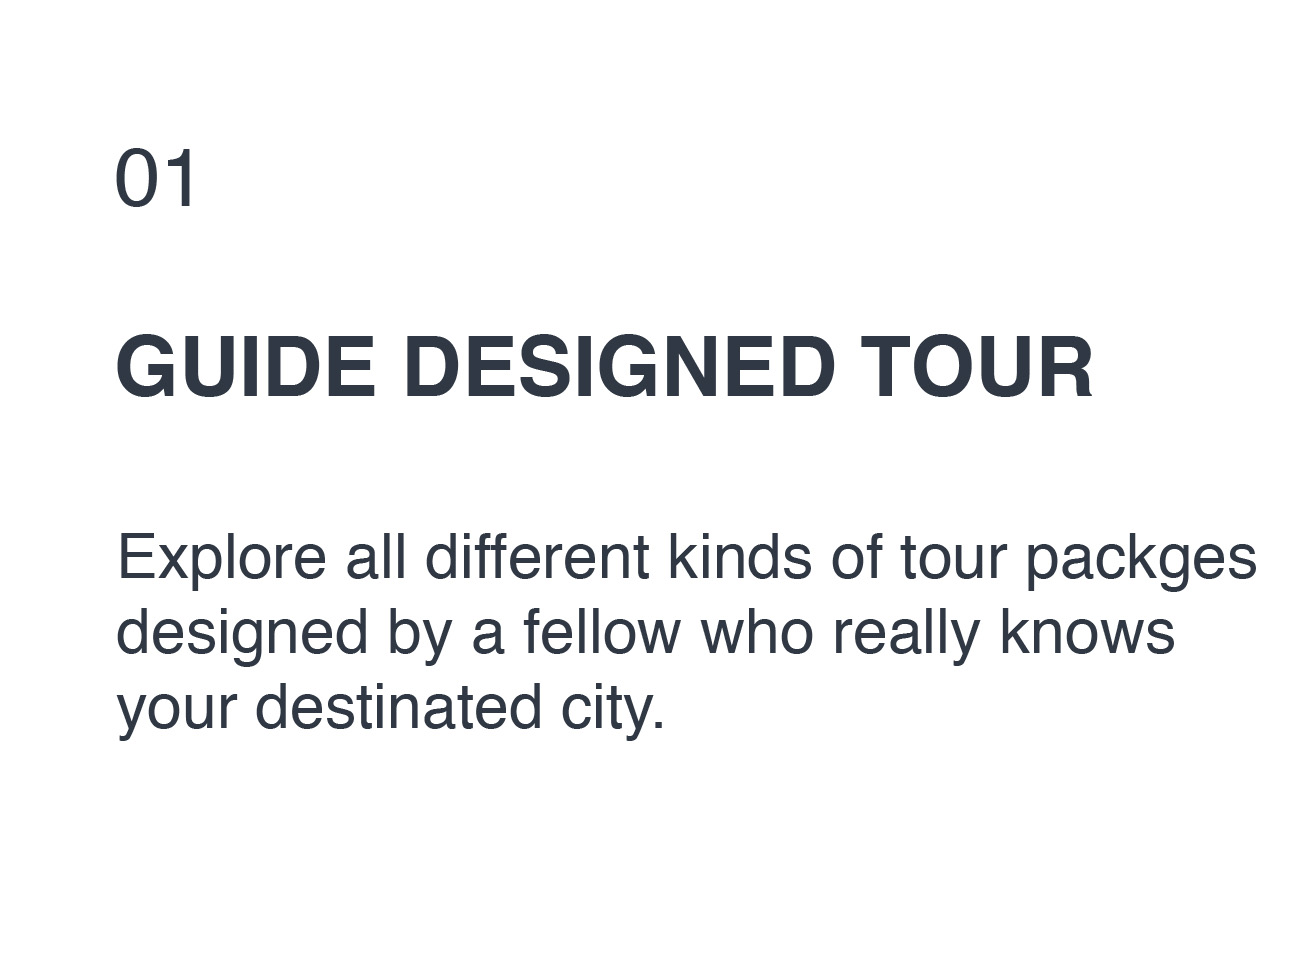 01
GUIDE DESIGNED TOUR
Explore all different kinds of tour packges
designed by a fellow who really knows
your destinated city.